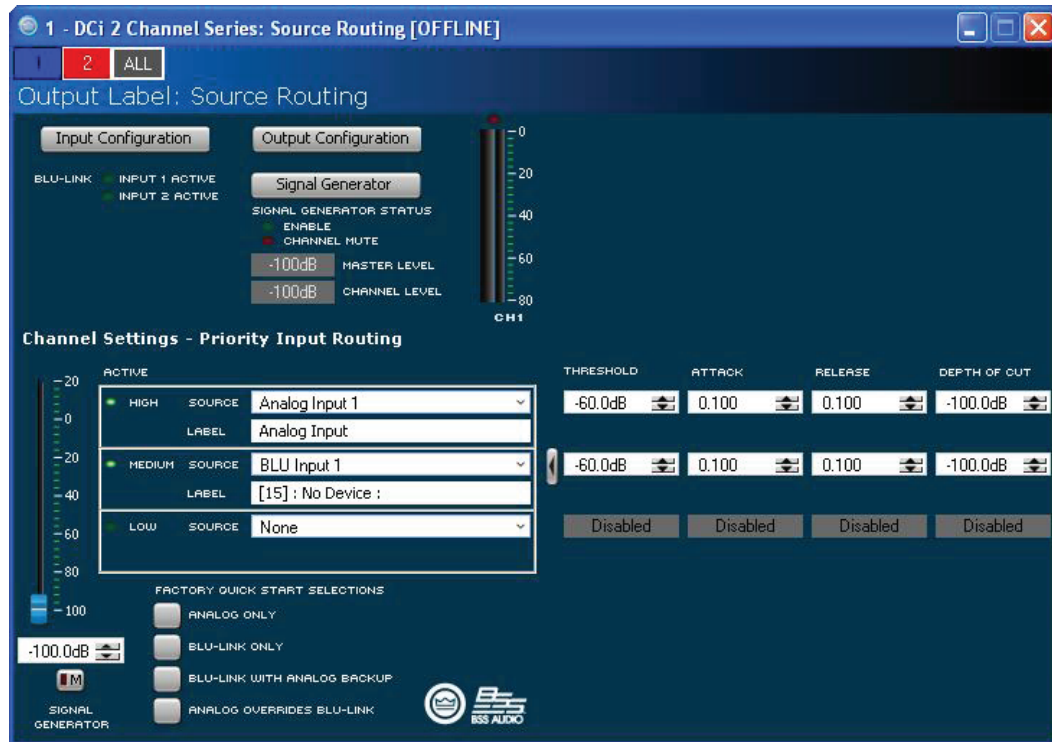 1 - DCi 2 Channel Series: Source Routing [OFFLINE]
1 2 ALL
Output Label: Source Routing
Input Configuration
Output Configuration
BLU-LINK INPUT 1 ACTIVE
INPUT 2 ACTIVE
Signal Generator
SIGNAL GENERATOR STATUS
ENABLE
CHANNEL MUTE
-100dB MASTER LEVEL
-100dB CHANNEL LEVEL
0
-20
-40
-60
-80
CH1
Channel Settings - Priority Input Routing
-20
-0
-20
-40
-60
-80
-100
-100.0dB
M
SIGNAL
GENERATOR
ACTIVE
HIGH SOURCE Analog Input 1
LABEL Analog Input
MEDIUM SOURCE BLU Input 1
LABEL [15] : No Device :
LOW SOURCE None
THRESHOLD ATTACK RELEASE DEPTH OF CUT
-60.0dB 0.100 0.100 -100.0dB
-60.0dB 0.100 0.100 -100.0dB
Disabled Disabled Disabled Disabled
FACTORY QUICK START SELECTIONS
ANALOG ONLY
BLU-LINK ONLY
BLU-LINK WITH ANALOG BACKUP
ANALOG OVERRIDES BLU-LINK
BSS
BSS AUDIO